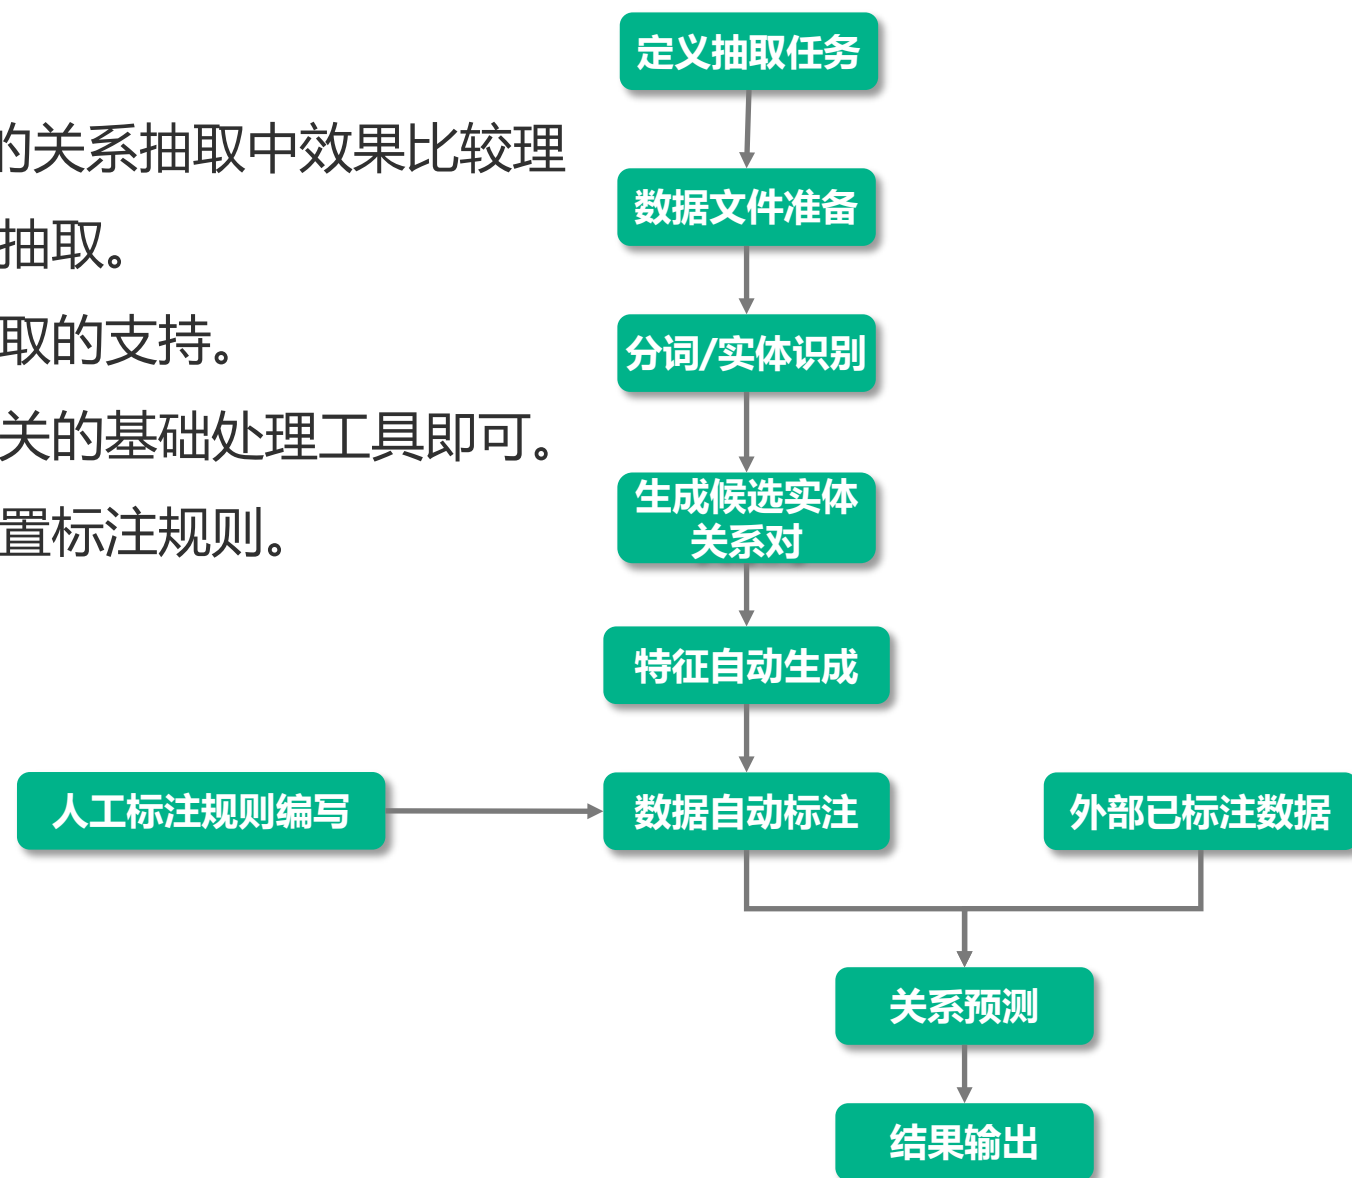 的关系抽取中效果比较理
抽取。
取的支持。
关的基础处理工具即可。
置标注规则。
定义抽取任务
数据文件准备
分词/实体识别
生成候选实体
关系对
特征自动生成
人工标注规则编写
数据自动标注
外部已标注数据
关系预测
结果输出